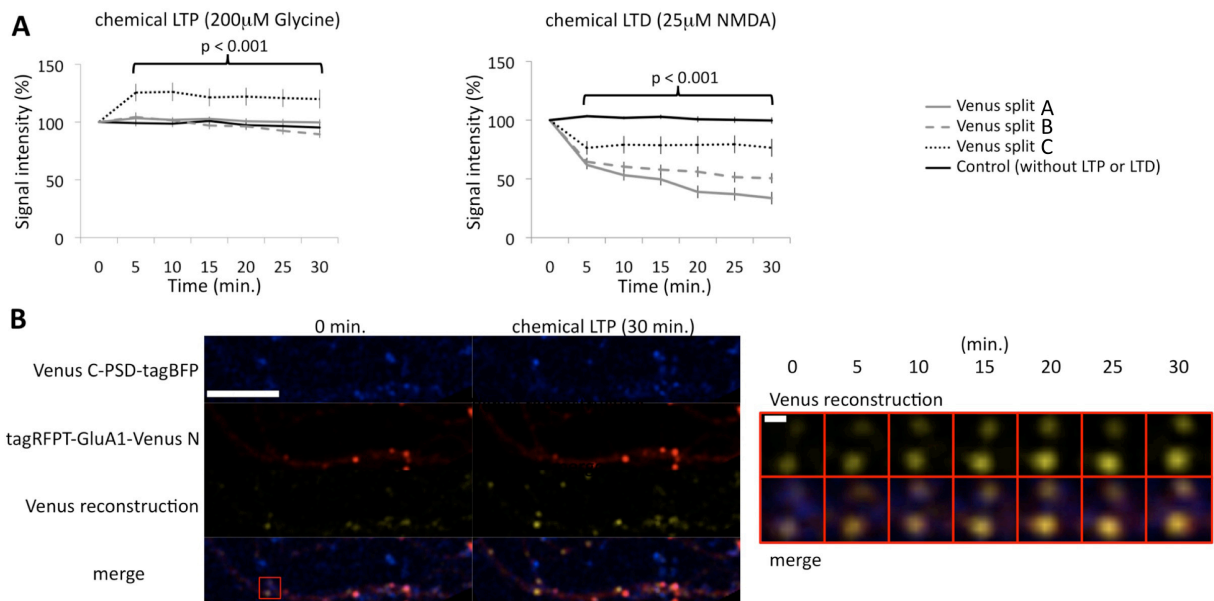 A
chemical LTP (200μM Glycine)
p < 0.001
Signal intensity (%)
150
100
50
0
0 5 10 15 20 25 30
Time (min.)
chemical LTD (25μM NMDA)
p < 0.001
Signal intensity (%)
150
100
50
0
0 5 10 15 20 25 30
Time (min.)
Venus split A
Venus split B
Venus split C
Control (without LTP or LTD)
B
0 min. chemical LTP (30 min.)
Venus C-PSD-tagBFP
tagRFPT-GluA1-Venus N
Venus reconstruction
merge
(min.)
0 5 10 15 20 25 30
Venus reconstruction
merge